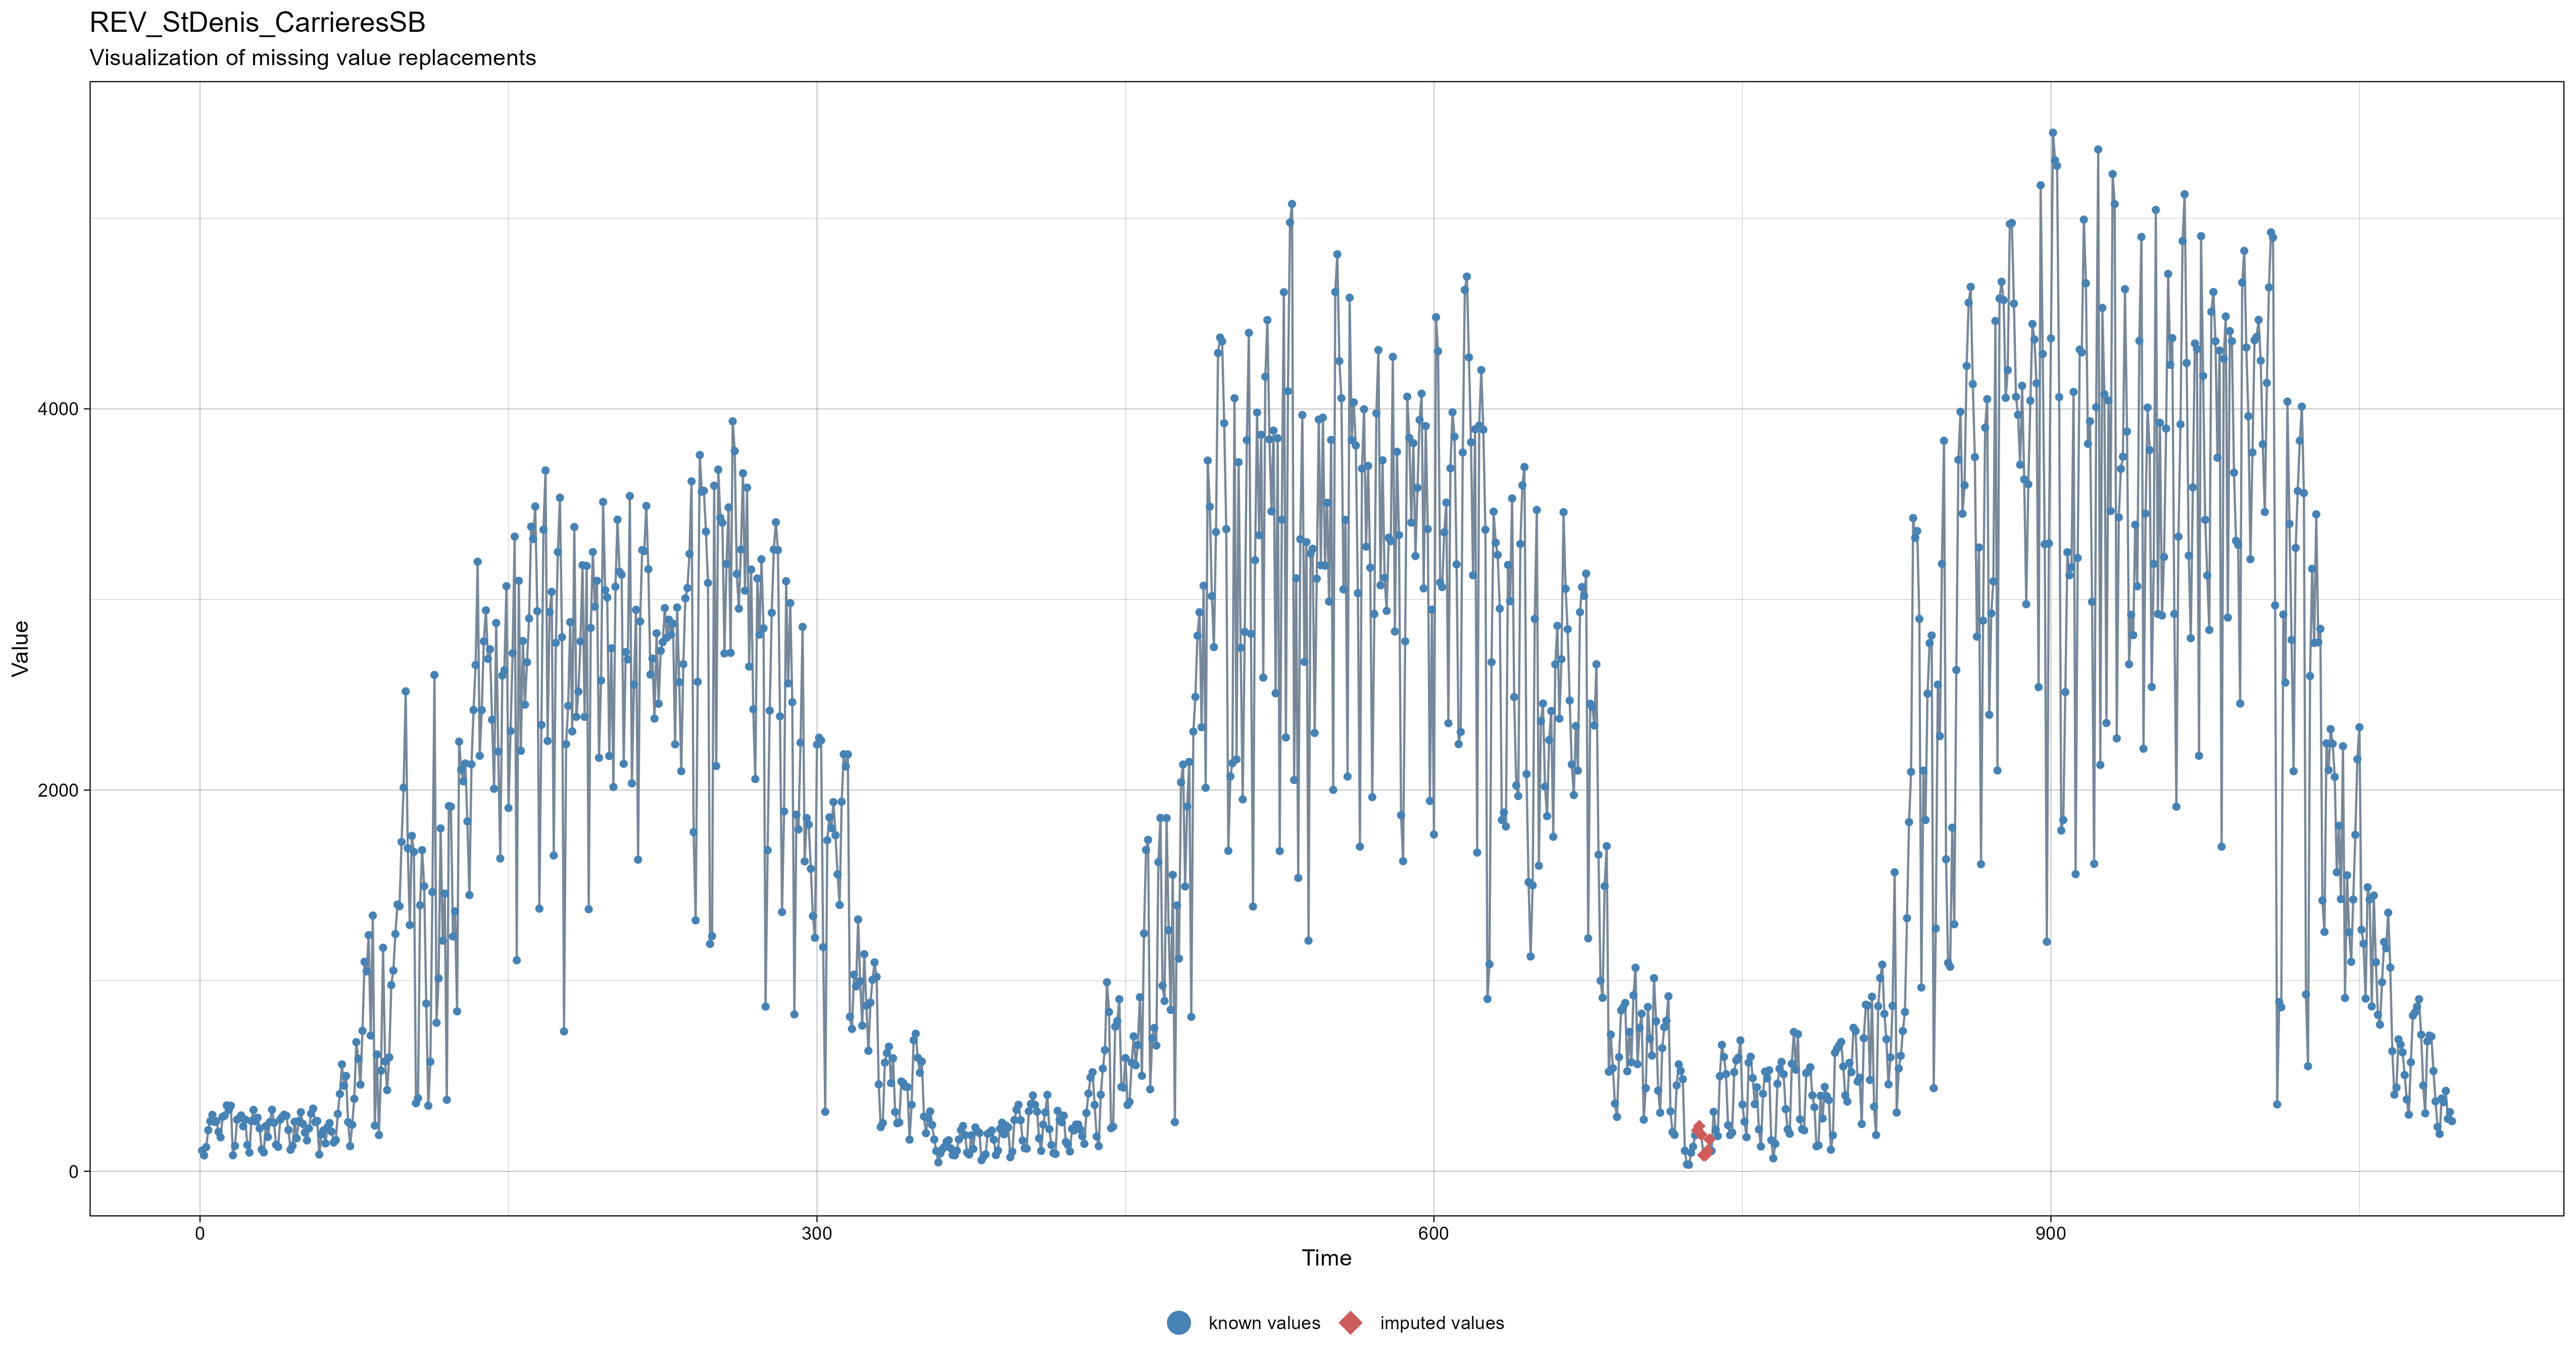 REV_StDenis_CarrieresSB
Visualization of missing value replacements
Value
4000
2000
0
0 300 600 900
Time
known values imputed values